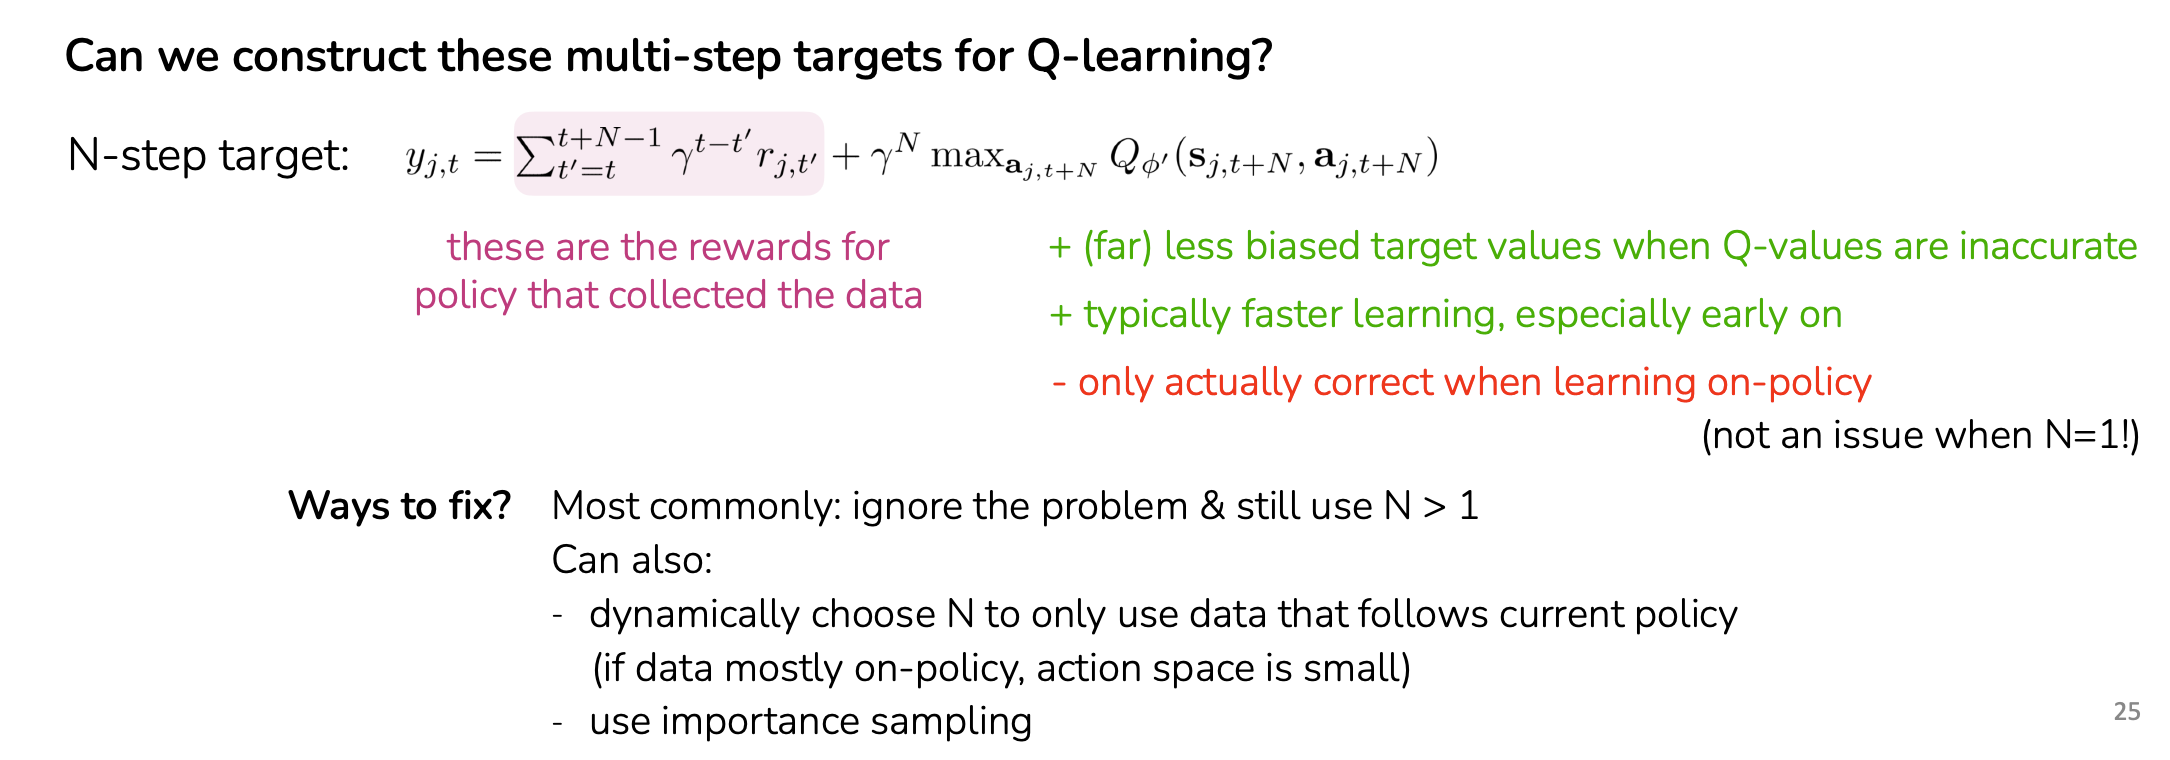 Can we construct these multi-step targets for Q-learning?
N-step target: $y_{j,t} = \sum_{t'=t}^{t+N-1} \gamma^{t-t'} r_{j,t'} + \gamma^N \max_{\mathbf{a}_{j,t+N}} Q_{\phi'}(\mathbf{s}_{j,t+N}, \mathbf{a}_{j,t+N})$
these are the rewards for
policy that collected the data
+ (far) less biased target values when Q-values are inaccurate
+ typically faster learning, especially early on
- only actually correct when learning on-policy
(not an issue when N=1!)
Ways to fix? Most commonly: ignore the problem & still use N > 1
Can also:
- dynamically choose N to only use data that follows current policy
(if data mostly on-policy, action space is small)
- use importance sampling
25